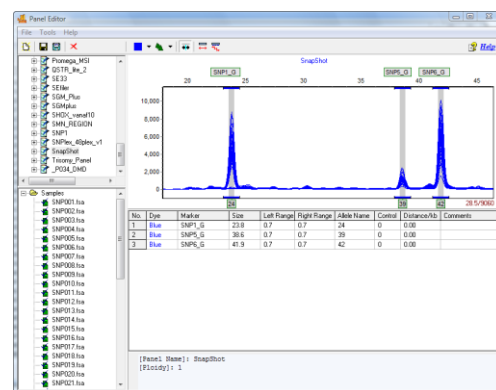 Panel Editor
File Tools Help
Help
Promega_MSI
QSTR_lite_2
SE33
SEfiler
SGM_Plus
SGMplus
SHOX_vanal10
SMN_REGION
SNP1
SNPlex_48plex_v1
SnapShot
Trisomy_Panel
_P034_DMD
Samples
SNP001.fsa
SNP002.fsa
SNP003.fsa
SNP004.fsa
SNP005.fsa
SNP006.fsa
SNP007.fsa
SNP008.fsa
SNP009.fsa
SNP010.fsa
SNP011.fsa
SNP012.fsa
SNP013.fsa
SNP014.fsa
SNP015.fsa
SNP016.fsa
SNP017.fsa
SNP018.fsa
SNP019.fsa
SNP020.fsa
SNP021.fsa
SnapShot
SNP1_G SNP5_G SNP6_G
20 25 30 35 40 45
10,000
8,000
6,000
4,000
2,000
0
24 39 42 28.5/9060
No. Dye Marker Size Left Range Right Range Allele Name Control Distance/kb Comments
1 Blue SNP1_G 23.8 0.7 0.7 24 0 0.00
2 Blue SNP5_G 38.6 0.7 0.7 39 0 0.00
3 Blue SNP6_G 41.9 0.7 0.7 42 0 0.00
[Panel Name]: SnapShot
[Ploidy]: 1